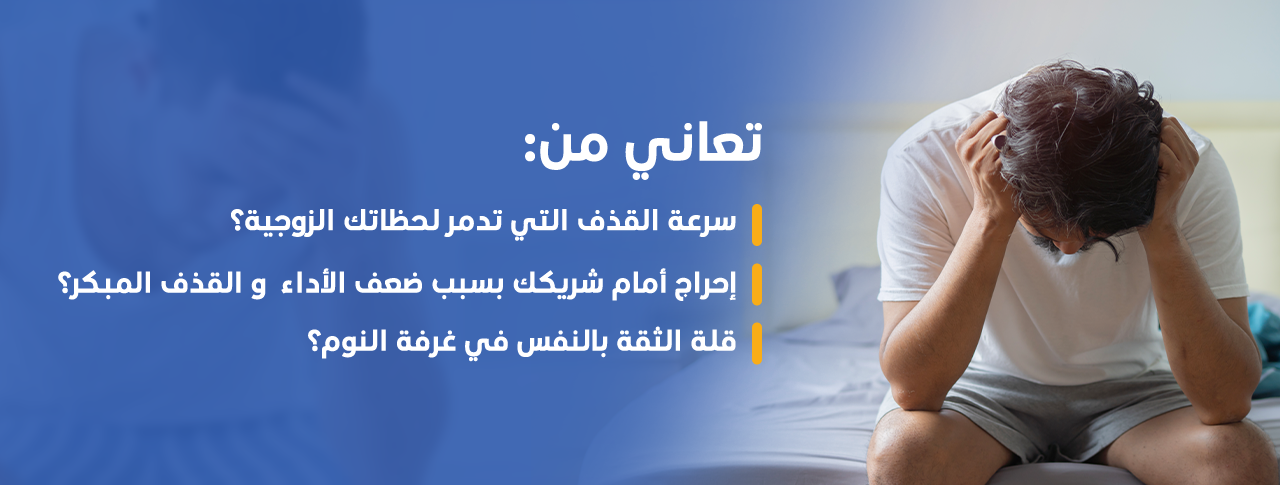 تعاني من:
سرعة القذف التي تدمر لحظاتك الزوجية؟
إحراج أمام شريكك بسبب ضعف الأداء و القذف المبكر؟
قلة الثقة بالنفس في غرفة النوم؟